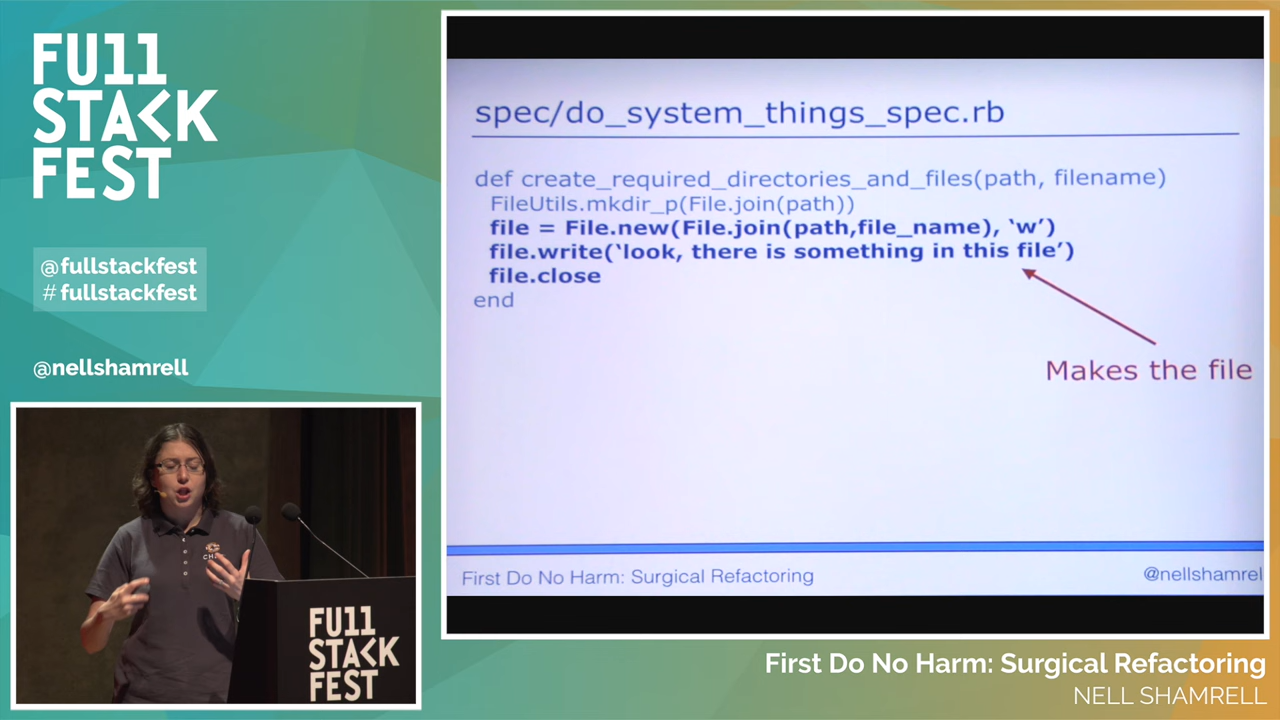 FU11
STACK
FEST
@fullstackfest
# fullstackfest
@nellshamrell
FU11
STACK
FEST
spec/do_system_things_spec.rb
def create_required_directories_and_files(path, filename)
FileUtils.mkdir_p(File.join(path))
file = File.new(File.join(path,file_name), ‘w’)
file.write(‘look, there is something in this file’)
file.close
end
Makes the file
First Do No Harm: Surgical Refactoring
@nellshamrel
First Do No Harm: Surgical Refactoring
NELL SHAMRELL